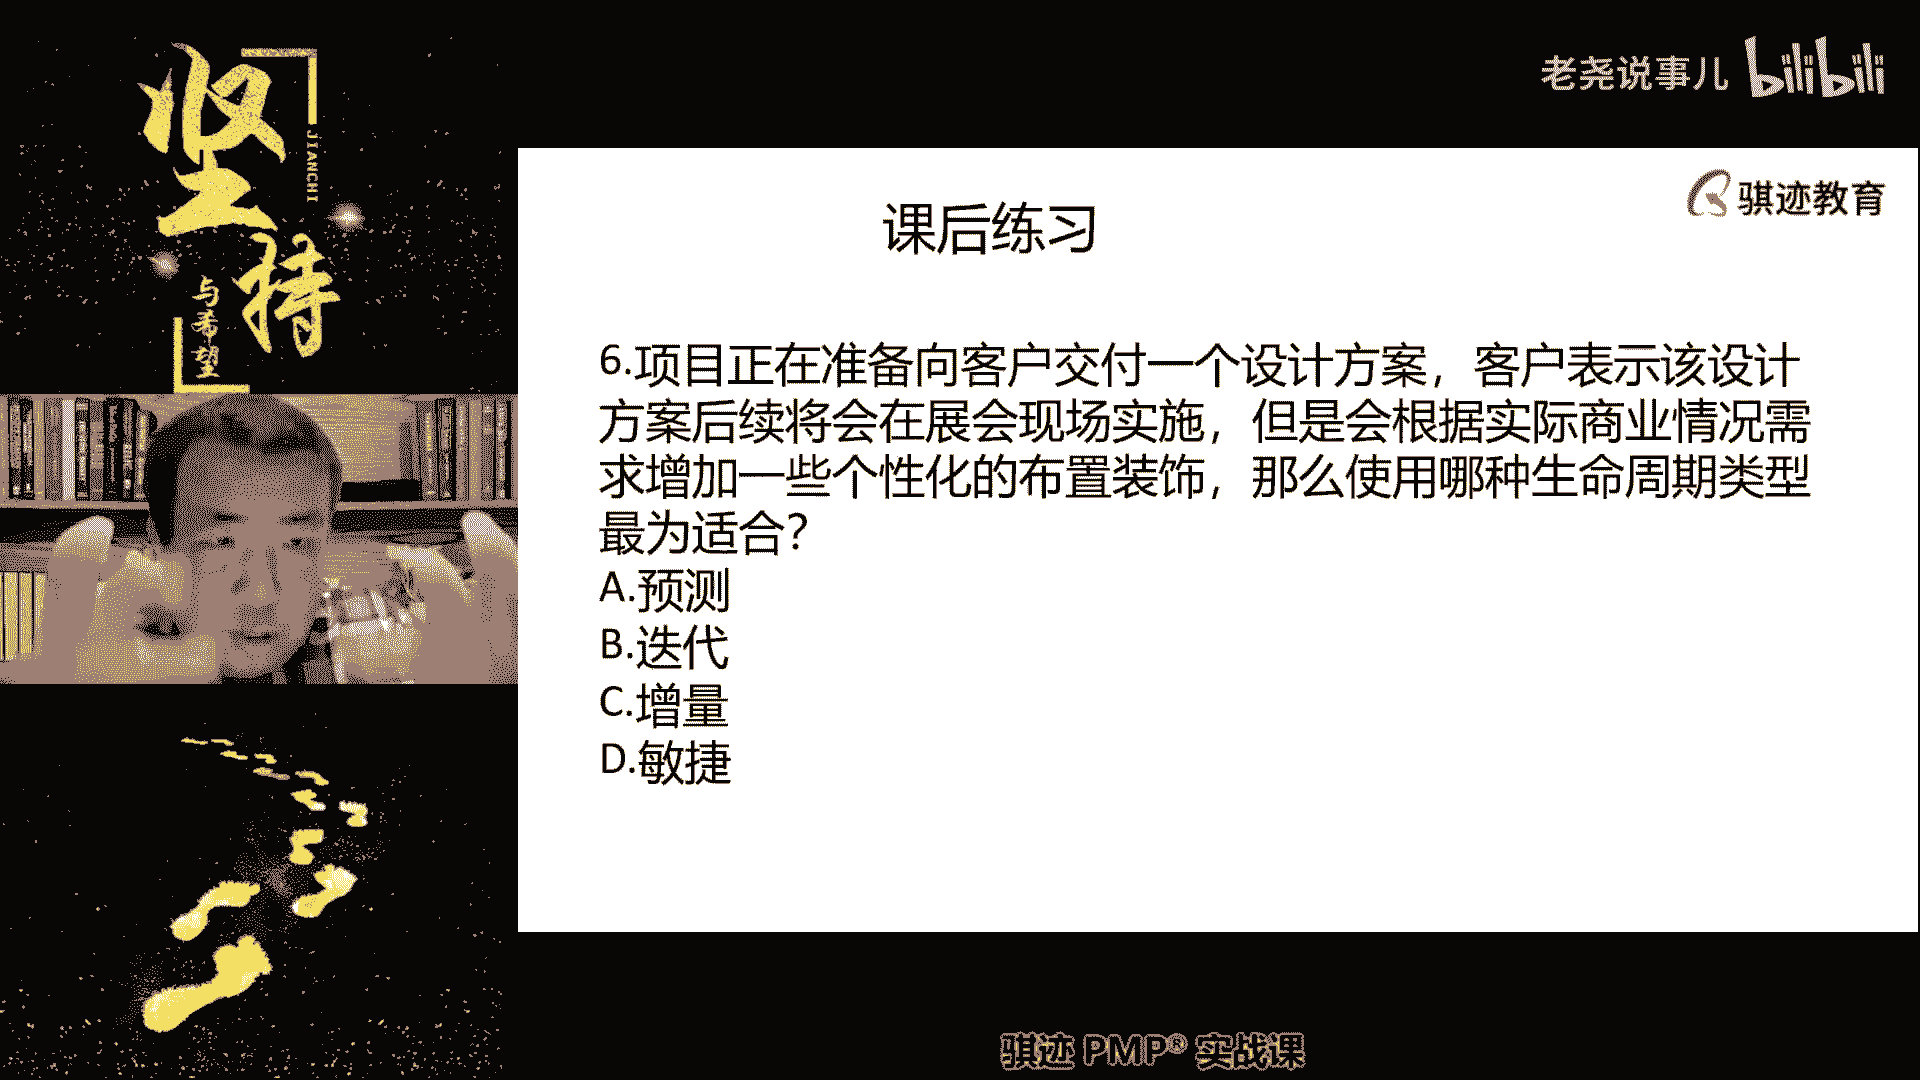 坚持
JIANCHI
与希望
老尧说事儿 bilibili
骐迹教育
课后练习
6.项目正在准备向客户交付一个设计方案，客户表示该设计
方案后续将会在展会现场实施，但是会根据实际商业情况需
求增加一些个性化的布置装饰，那么使用哪种生命周期类型
最为适合？
A.预测
B.迭代
C.增量
D.敏捷
骐迹 PMP® 实战课